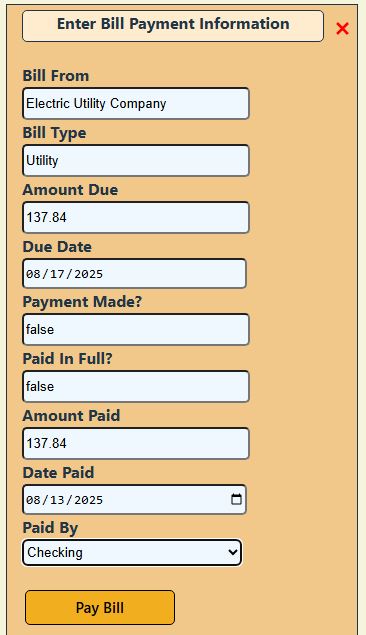 Enter Bill Payment Information
Bill From
Electric Utility Company
Bill Type
Utility
Amount Due
137.84
Due Date
08/17/2025
Payment Made?
false
Paid In Full?
false
Amount Paid
137.84
Date Paid
08/13/2025
Paid By
Checking
Pay Bill